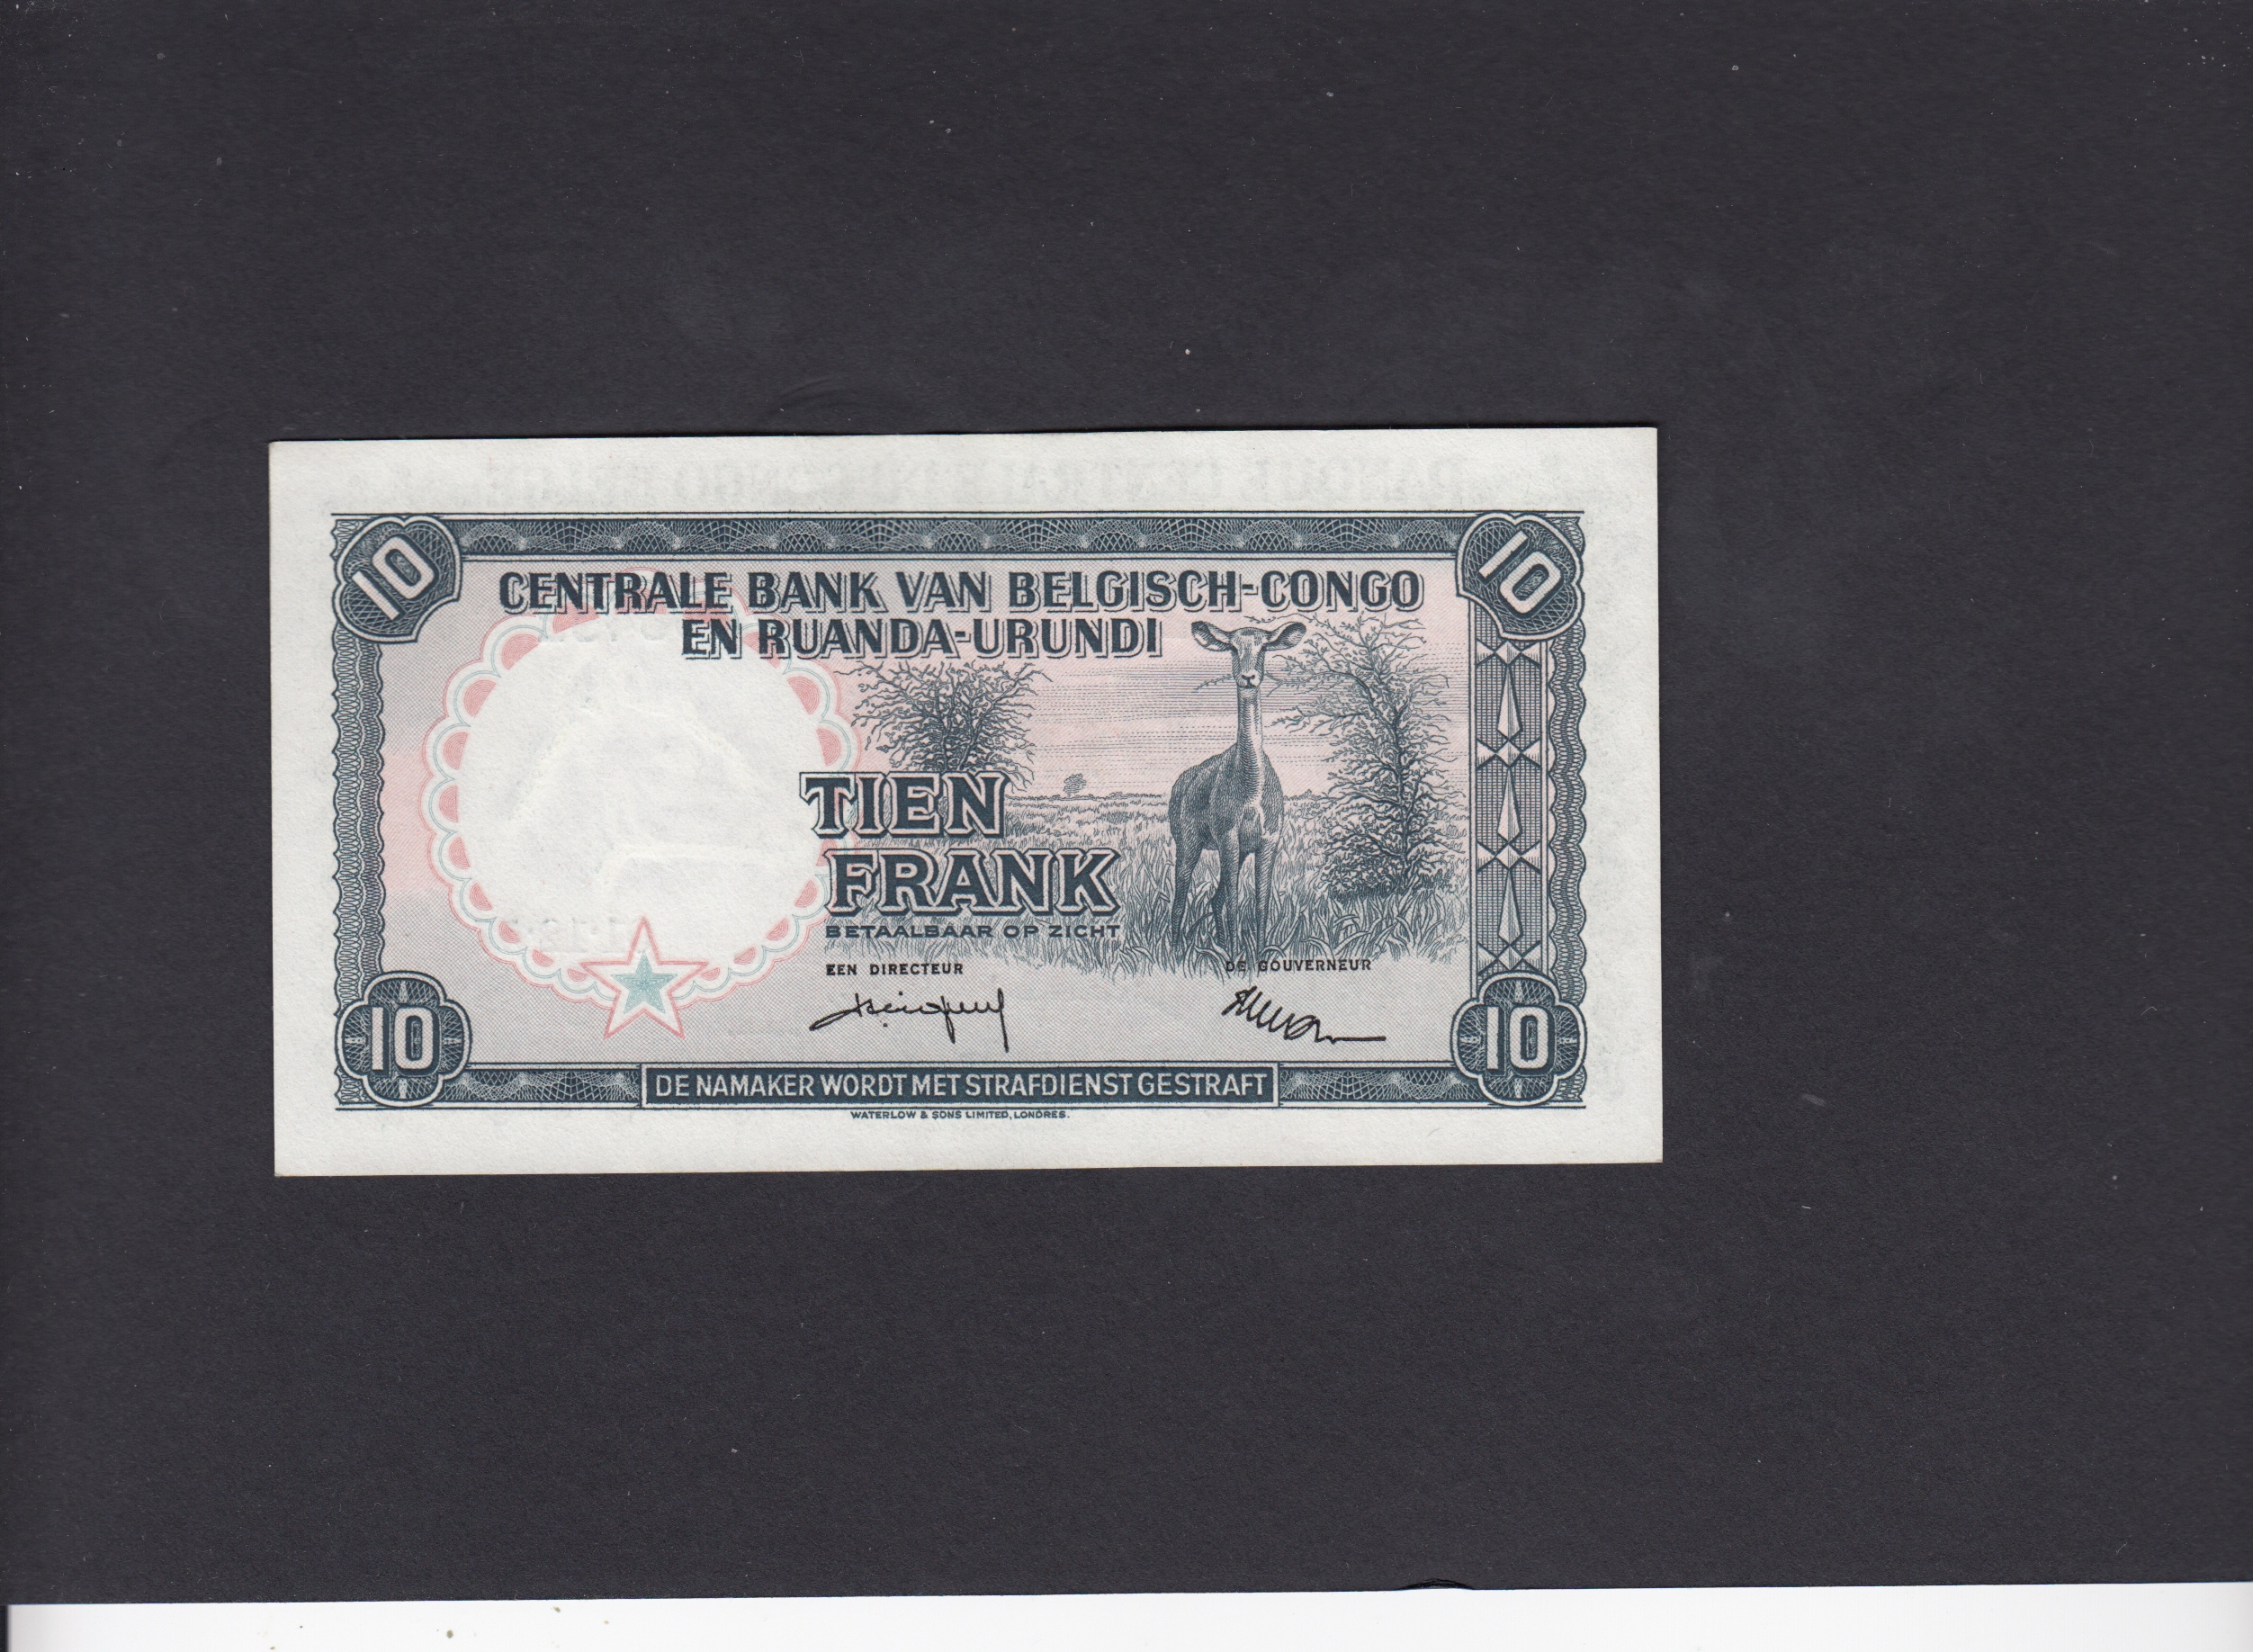 10
10
CENTRALE BANK VAN BELGISCH-CONGO
EN RUANDA-URUNDI
TIEN
FRANK
BETAALBAAR OP ZICHT
EEN DIRECTEUR
DE GOUVERNEUR
10
10
DE NAMAKER WORDT MET STRAFDIENST GESTRAFT
WATERLOW & SONS LIMITED, LONDRES.